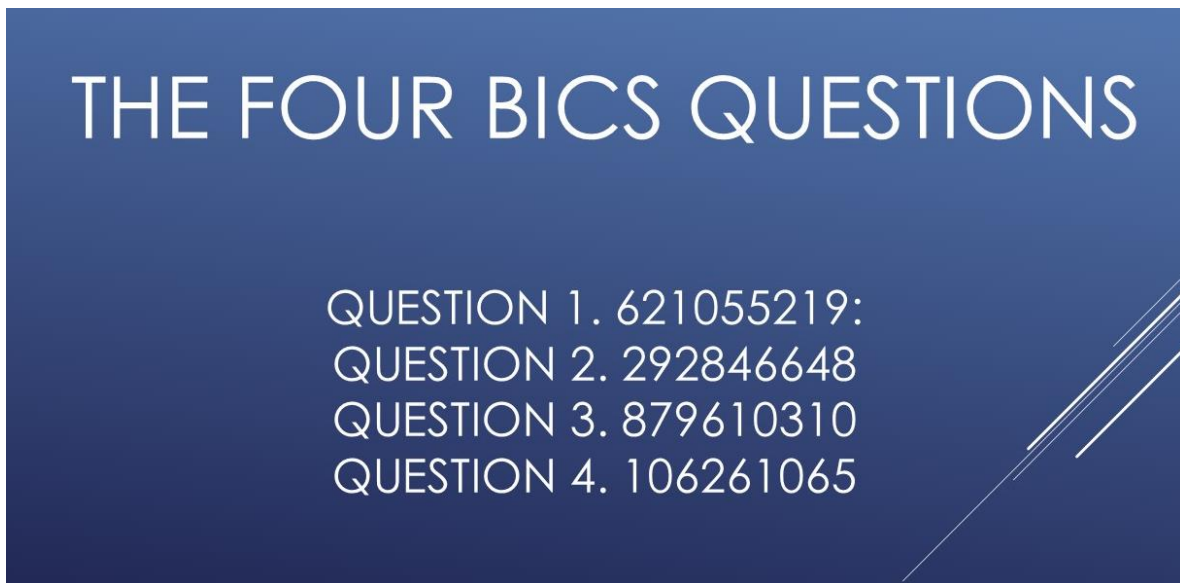 THE FOUR BICS QUESTIONS
QUESTION 1. 621055219:
QUESTION 2. 292846648
QUESTION 3. 879610310
QUESTION 4. 106261065